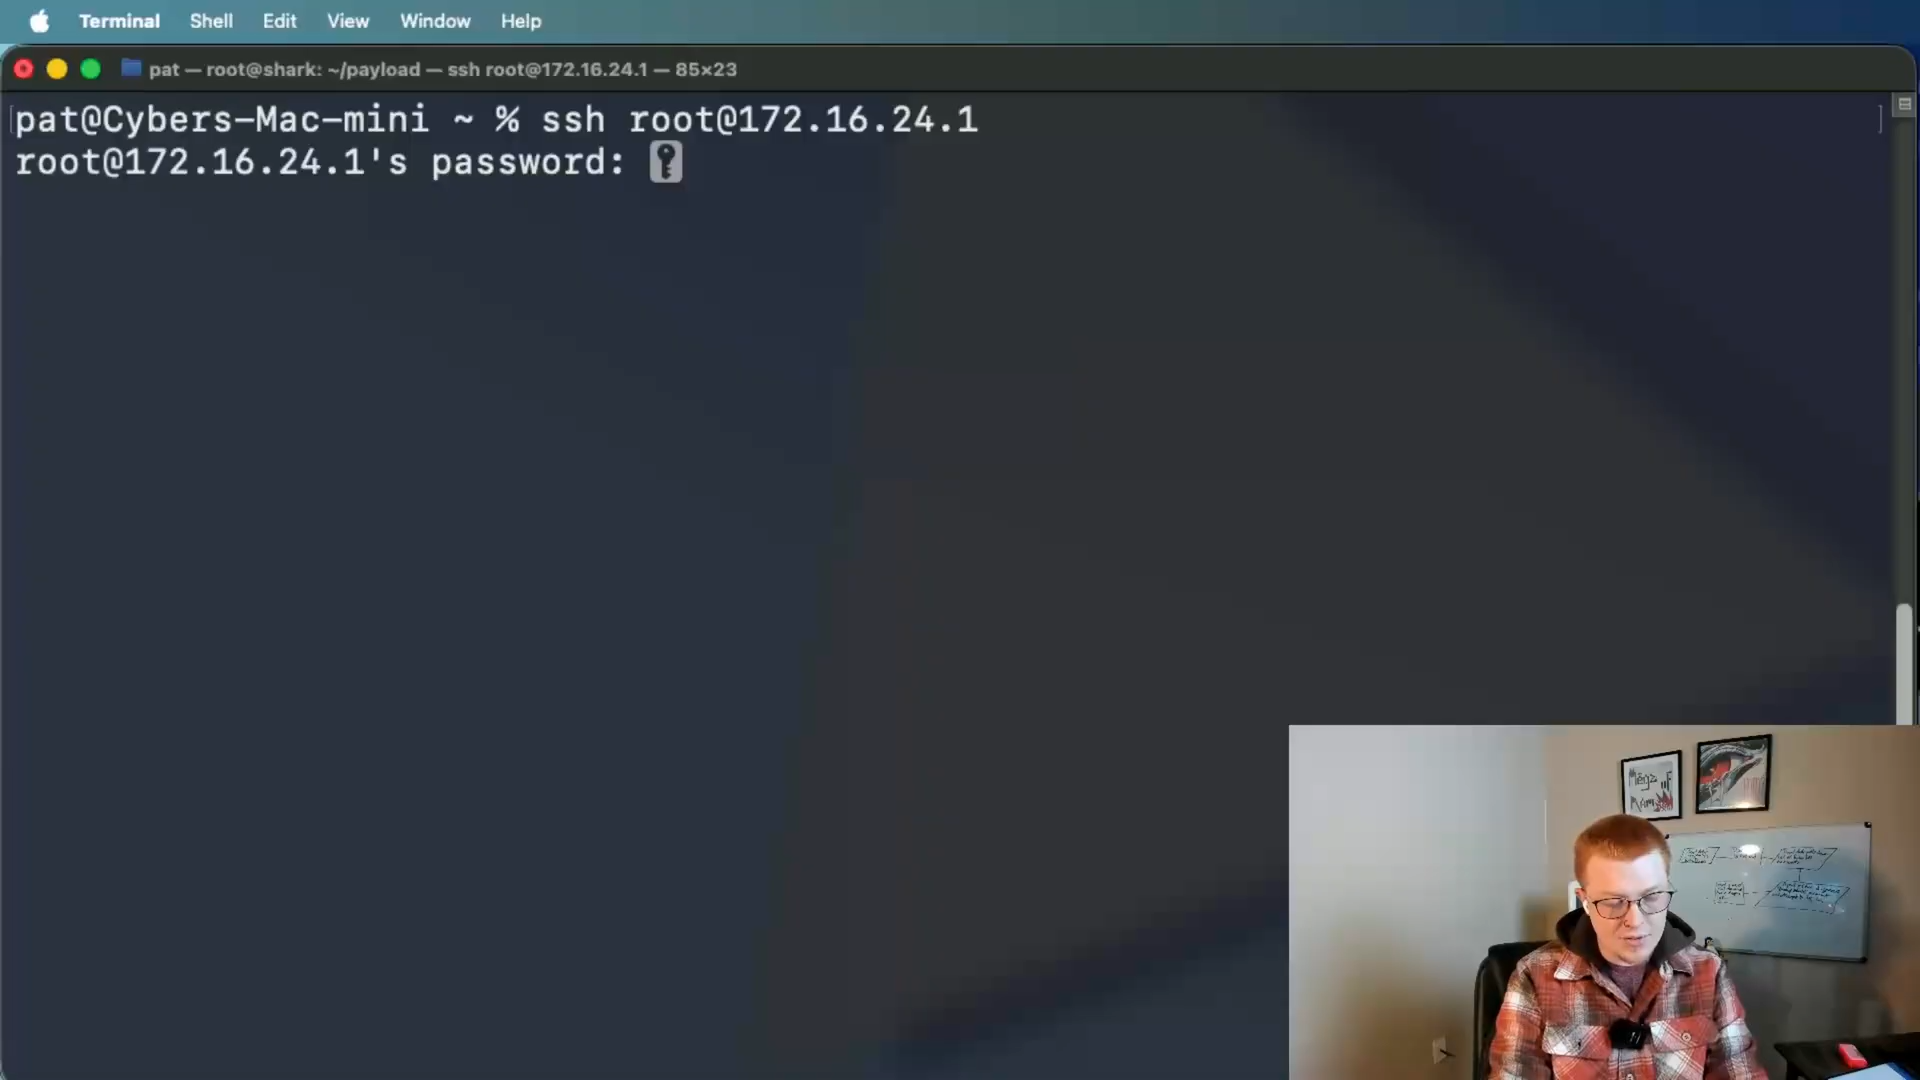 Terminal Shell Edit View Window Help
pat — root@shark: ~/payload — ssh root@172.16.24.1 — 85×23
pat@Cybers-Mac-mini ~ % ssh root@172.16.24.1
root@172.16.24.1's password: